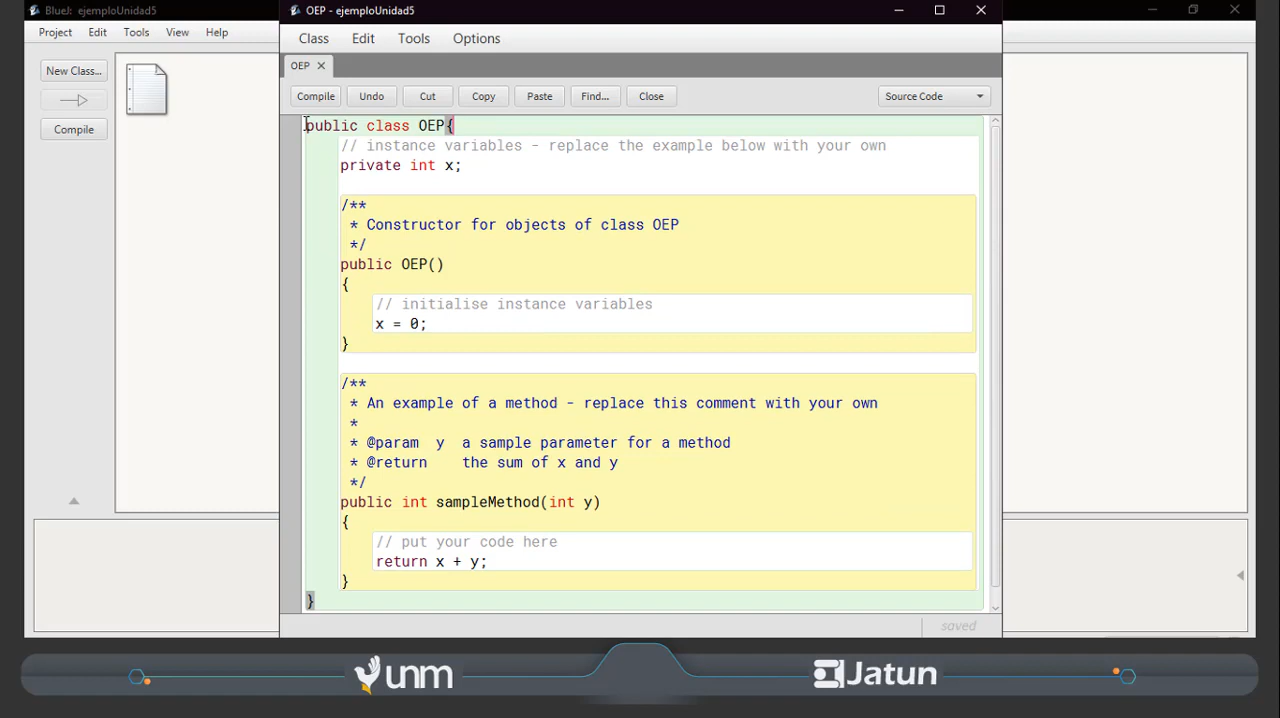 BlueJ: ejemploUnidad5
Project Edit Tools View Help
New Class...
Compile
OEP - ejemploUnidad5
Class Edit Tools Options
OEP ×
Compile Undo Cut Copy Paste Find... Close Source Code
public class OEP{
// instance variables - replace the example below with your own
private int x;
/**
* Constructor for objects of class OEP
*/
public OEP()
{
// initialise instance variables
x = 0;
}
/**
* An example of a method - replace this comment with your own
*
* @param y a sample parameter for a method
* @return the sum of x and y
*/
public int sampleMethod(int y)
{
// put your code here
return x + y;
}
}
saved
unm
Jatun